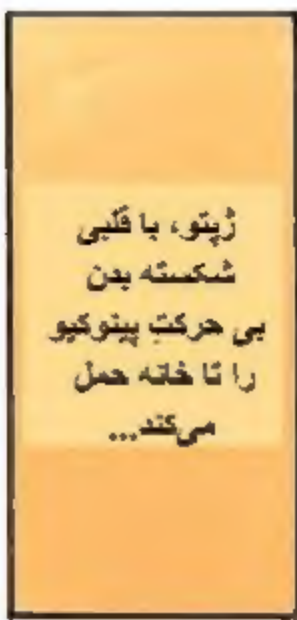 ژپتو، با قلبی
شکسته بدن
بی حرکتِ پینوکیو
را تا خانه حمل
می‌کند...